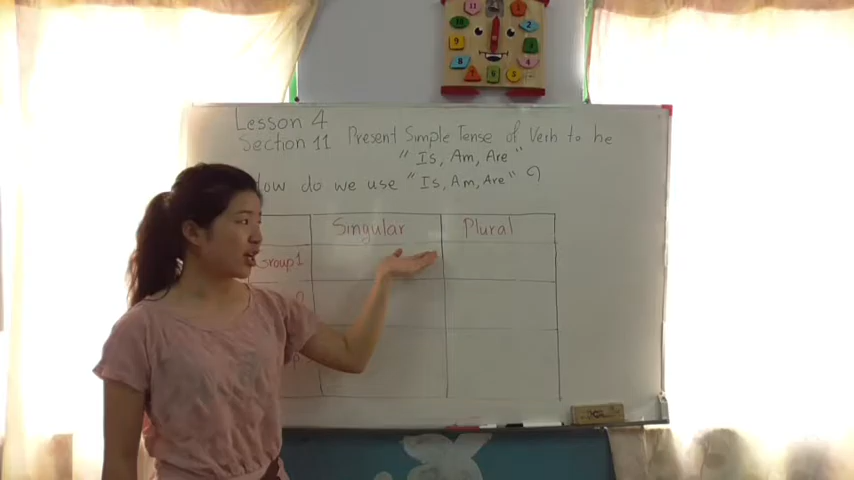 Lesson 4
Section 11 Present Simple Tense of Verb to be
"Is, Am, Are"
How do we use "Is, Am, Are" ?
Singular Plural
Group 1